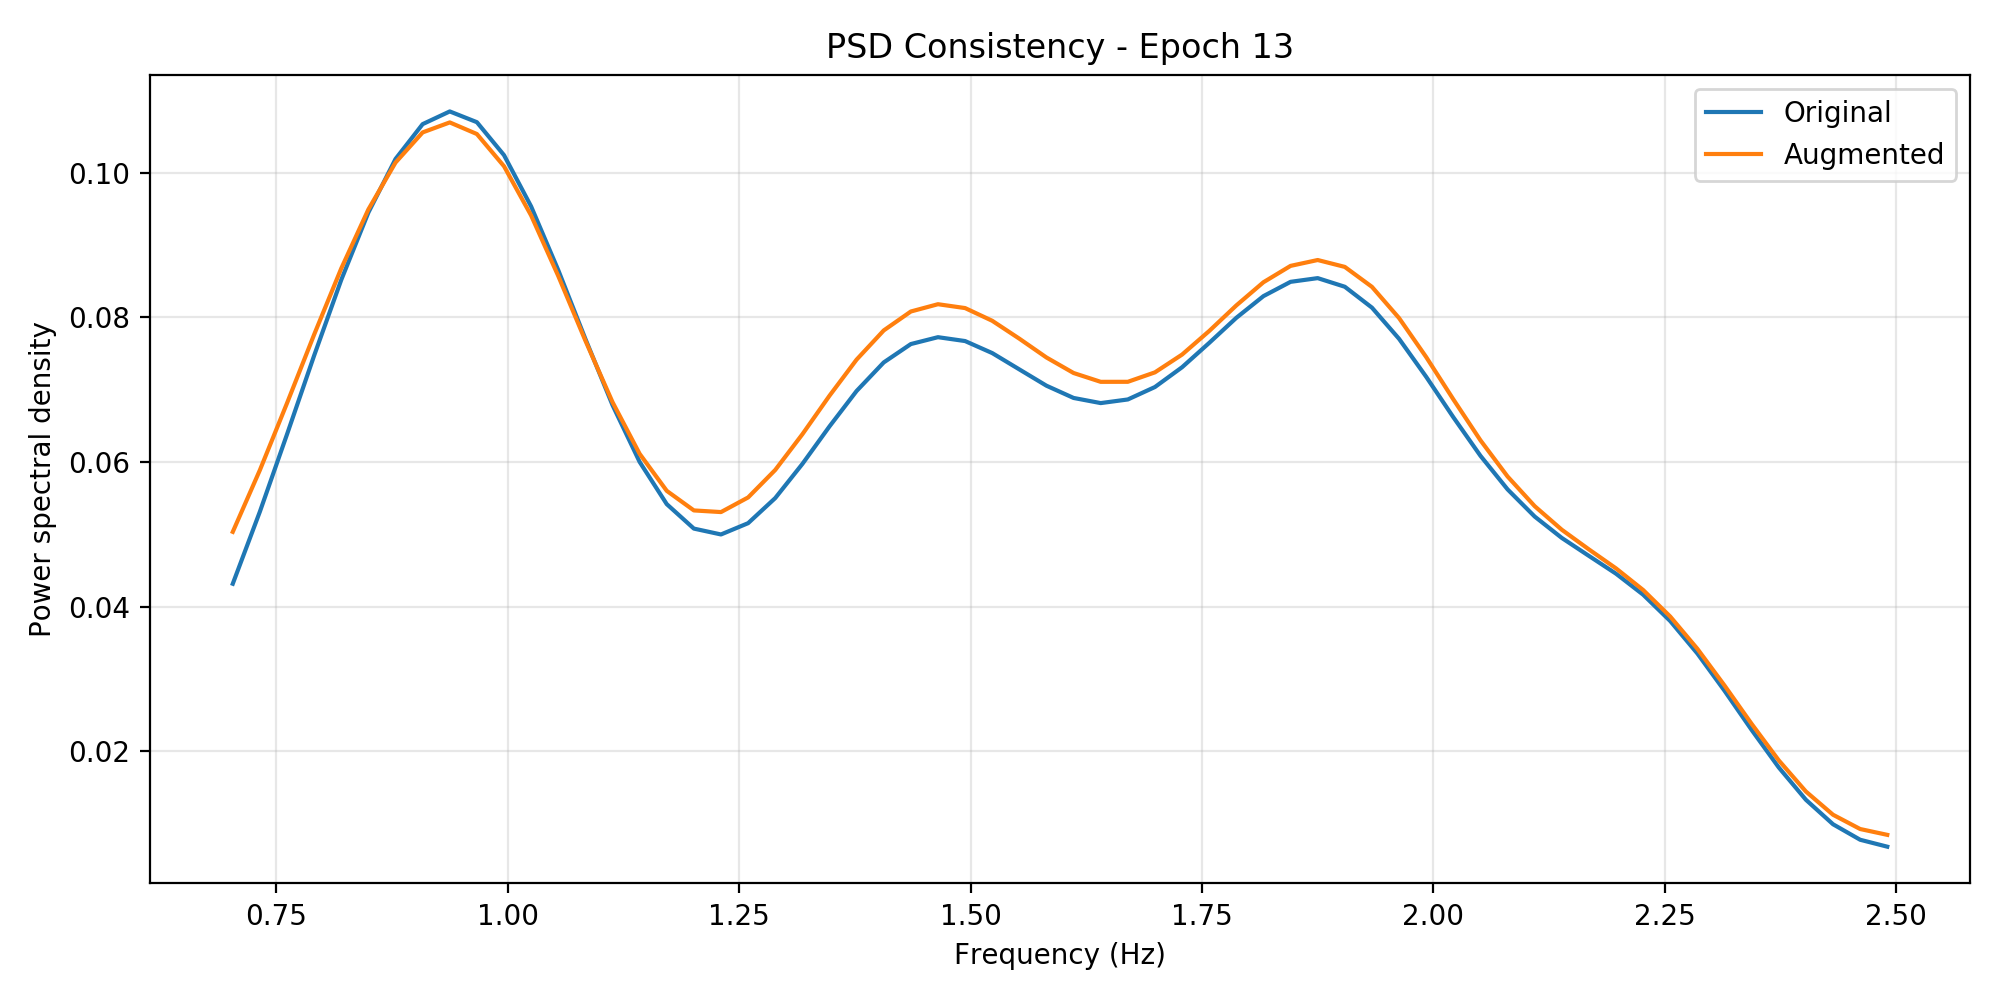 PSD Consistency - Epoch 13
Original
Augmented
Power spectral density
0.10
0.08
0.06
0.04
0.02
0.75 1.00 1.25 1.50 1.75 2.00 2.25 2.50
Frequency (Hz)